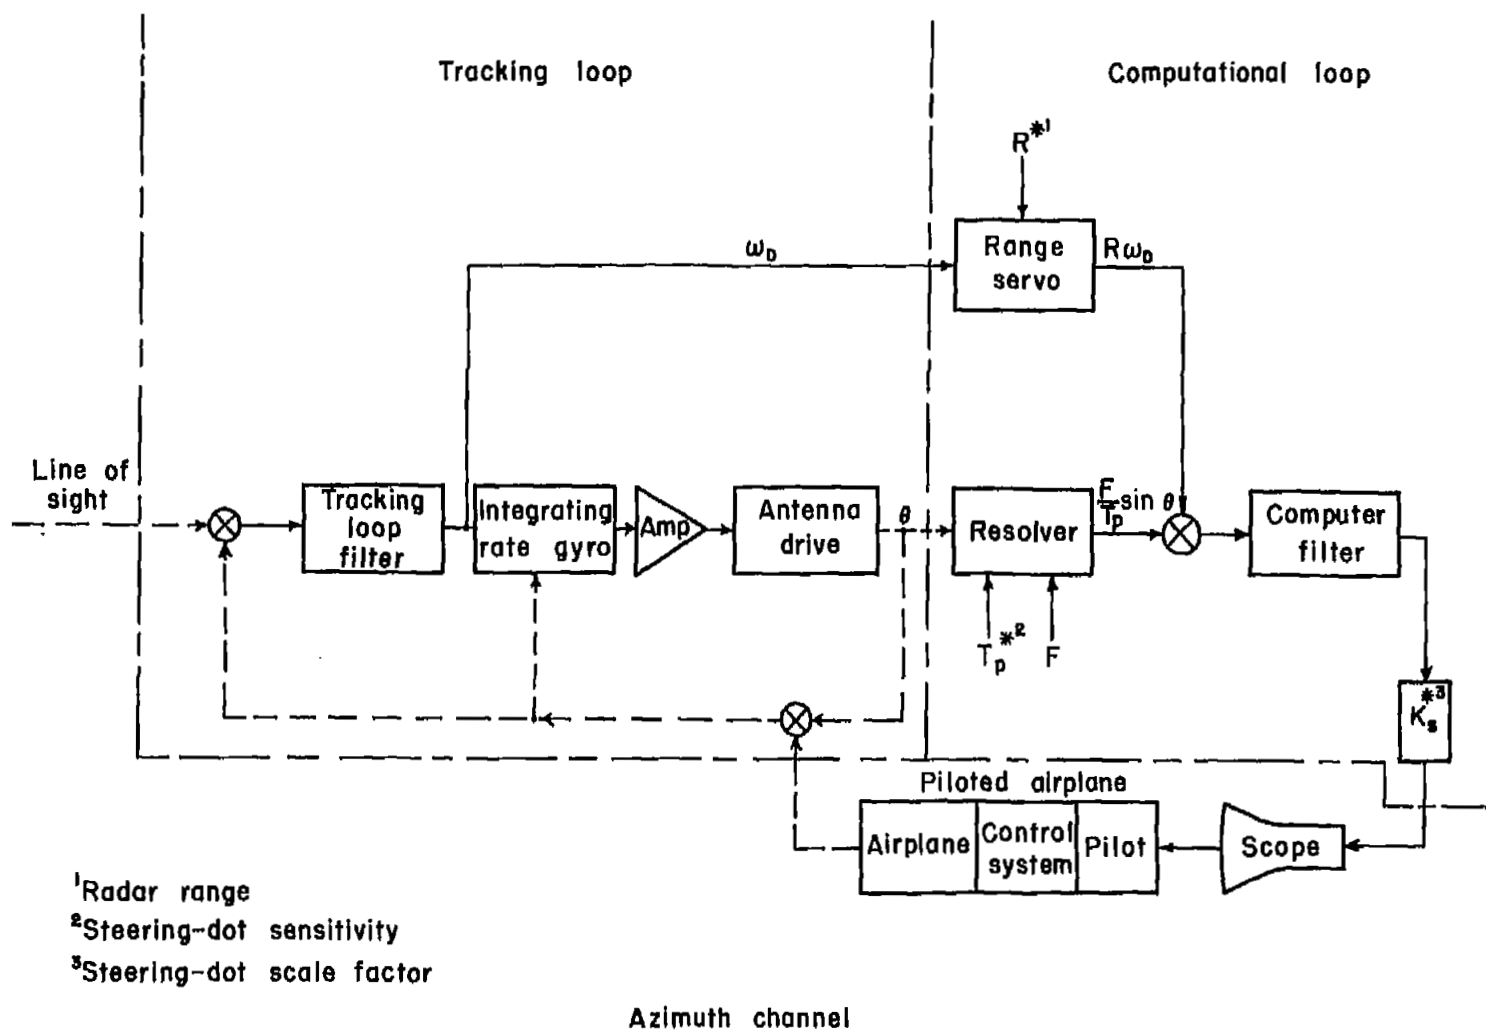 Tracking loop
Computational loop
R*¹
ω_D
Range
servo
Rω_D
Line of
sight
Tracking
loop
filter
Integrating
rate gyro
Amp
Antenna
drive
θ
Resolver
F/T_p sin θ
Computer
filter
T_p*²
F
K_s*³
Piloted airplane
Airplane
Control
system
Pilot
Scope
¹Radar range
²Steering-dot sensitivity
³Steering-dot scale factor
Azimuth channel